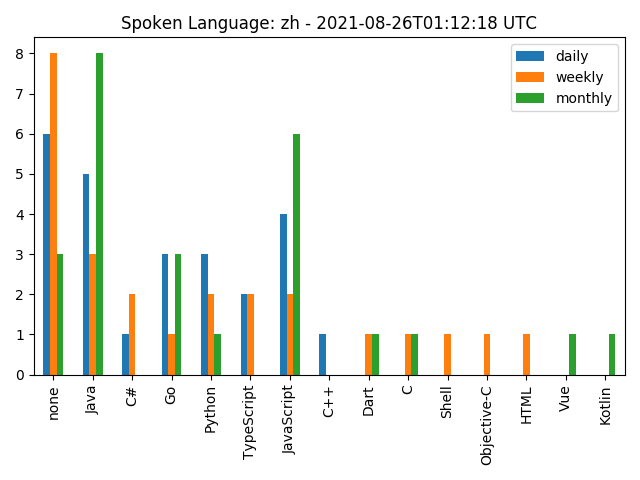 Spoken Language: zh - 2021-08-26T01:12:18 UTC
daily
weekly
monthly
8
7
6
5
4
3
2
1
0
none
Java
C#
Go
Python
TypeScript
JavaScript
C++
Dart
C
Shell
Objective-C
HTML
Vue
Kotlin